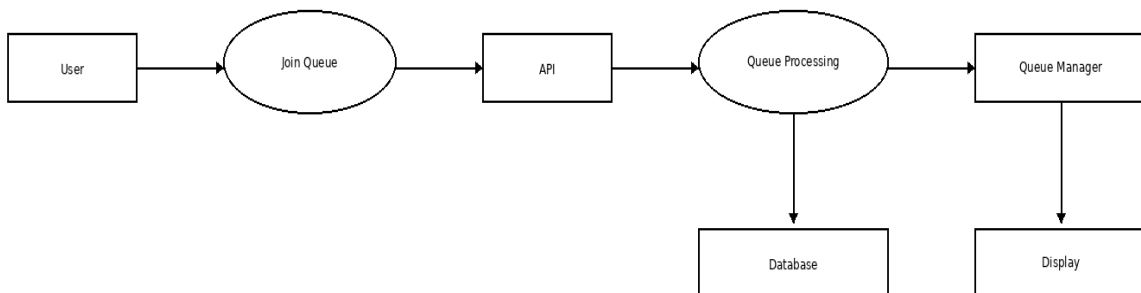 User
Join Queue
API
Queue Processing
Queue Manager
Database
Display